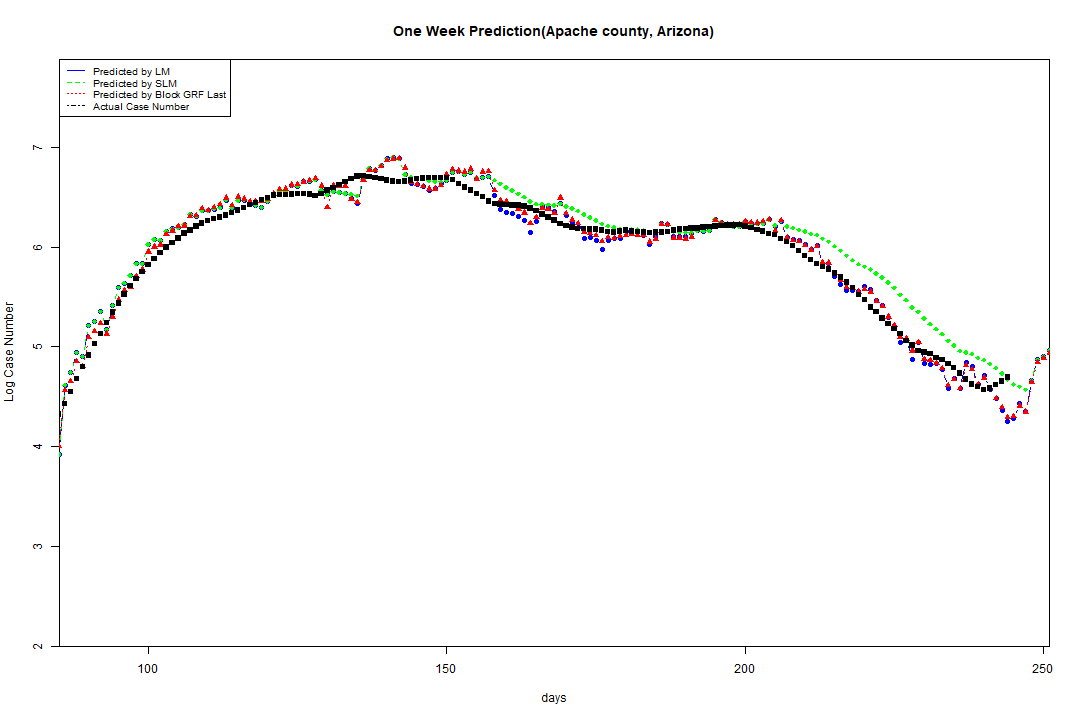 One Week Prediction(Apache county, Arizona)
Predicted by LM
Predicted by SLM
Predicted by Block GRF Last
Actual Case Number
7
6
5
4
3
2
Log Case Number
100 150 200 250
days